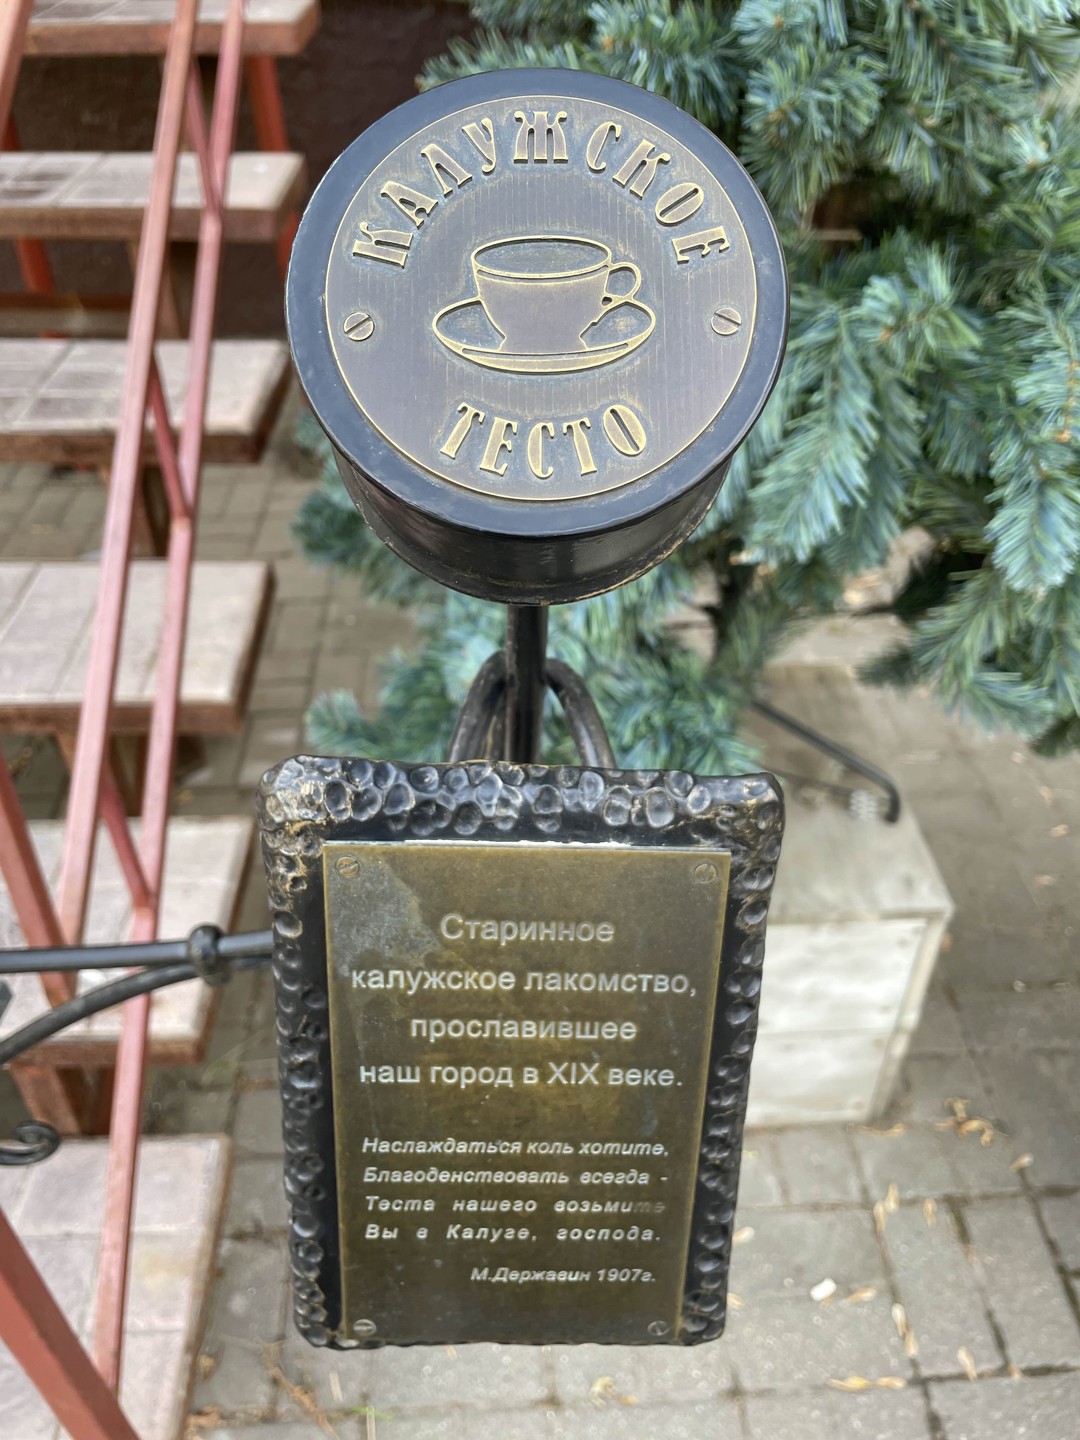 КАЛУЖСКОЕ
ТЕСТО
Старинное
калужское лакомство,
прославившее
наш город в XIX веке.
Наслаждаться коль хотите,
Благоденствовать всегда -
Теста нашего возьмите
Вы в Калуге, господа.
М.Державин 1907г.